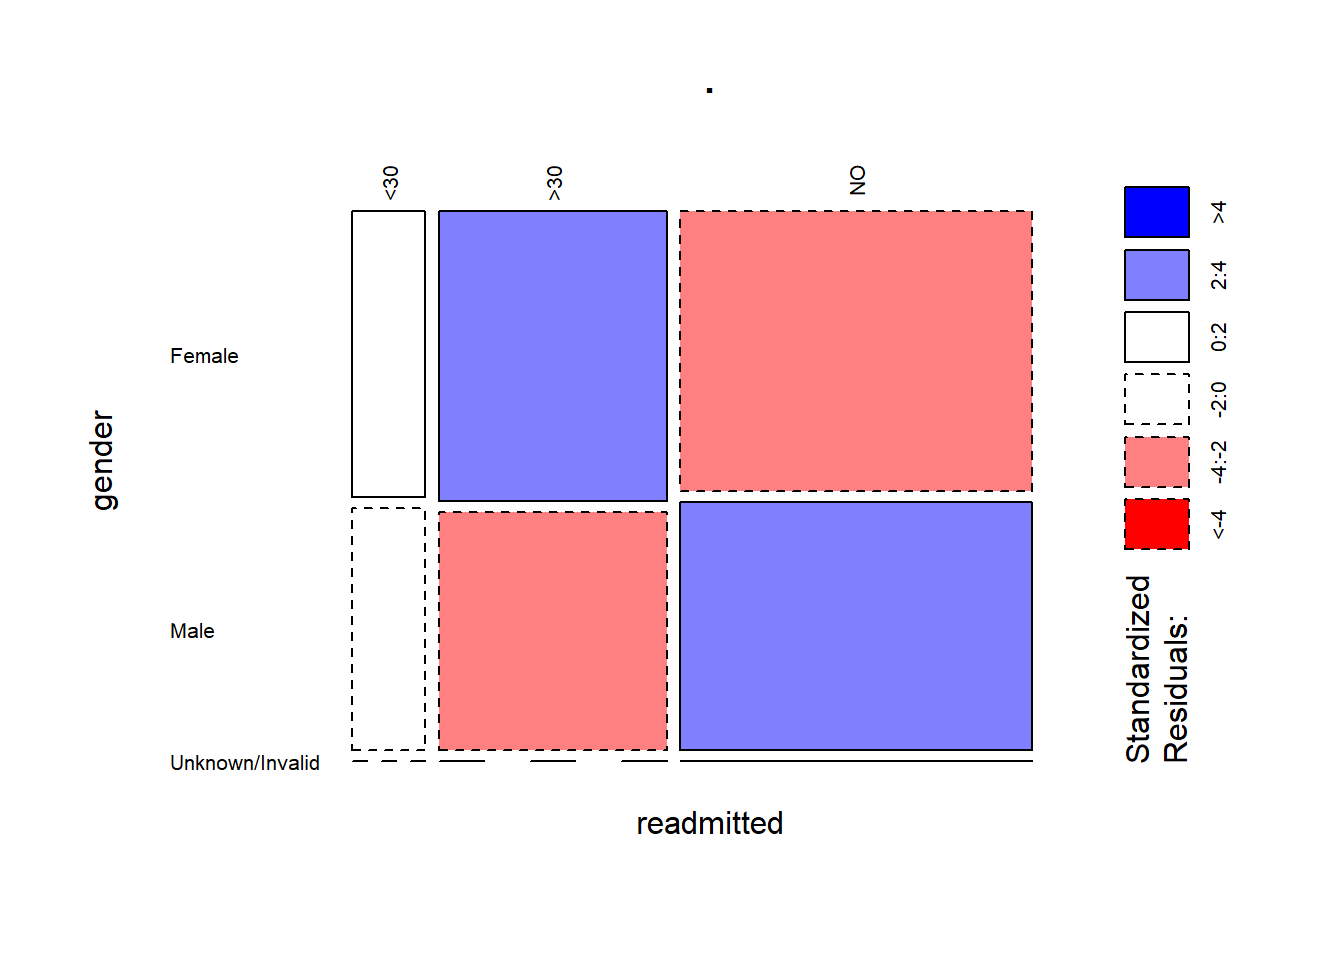 .
<30
>30
NO
gender
Female
Male
Unknown/Invalid
readmitted
>4
2:4
0:2
-2:0
-4:-2
<-4
Standardized
Residuals: